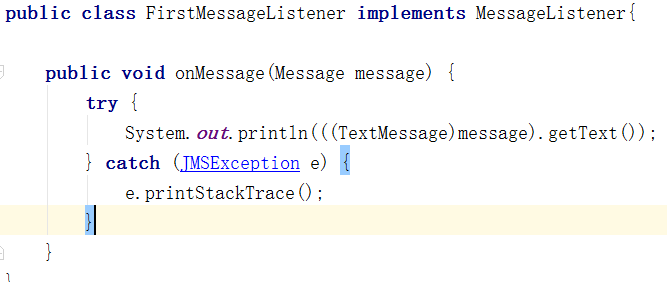 public class FirstMessageListener implements MessageListener{
public void onMessage(Message message) {
try {
System.out.println(((TextMessage)message).getText());
} catch (JMSException e) {
e.printStackTrace();
}
}